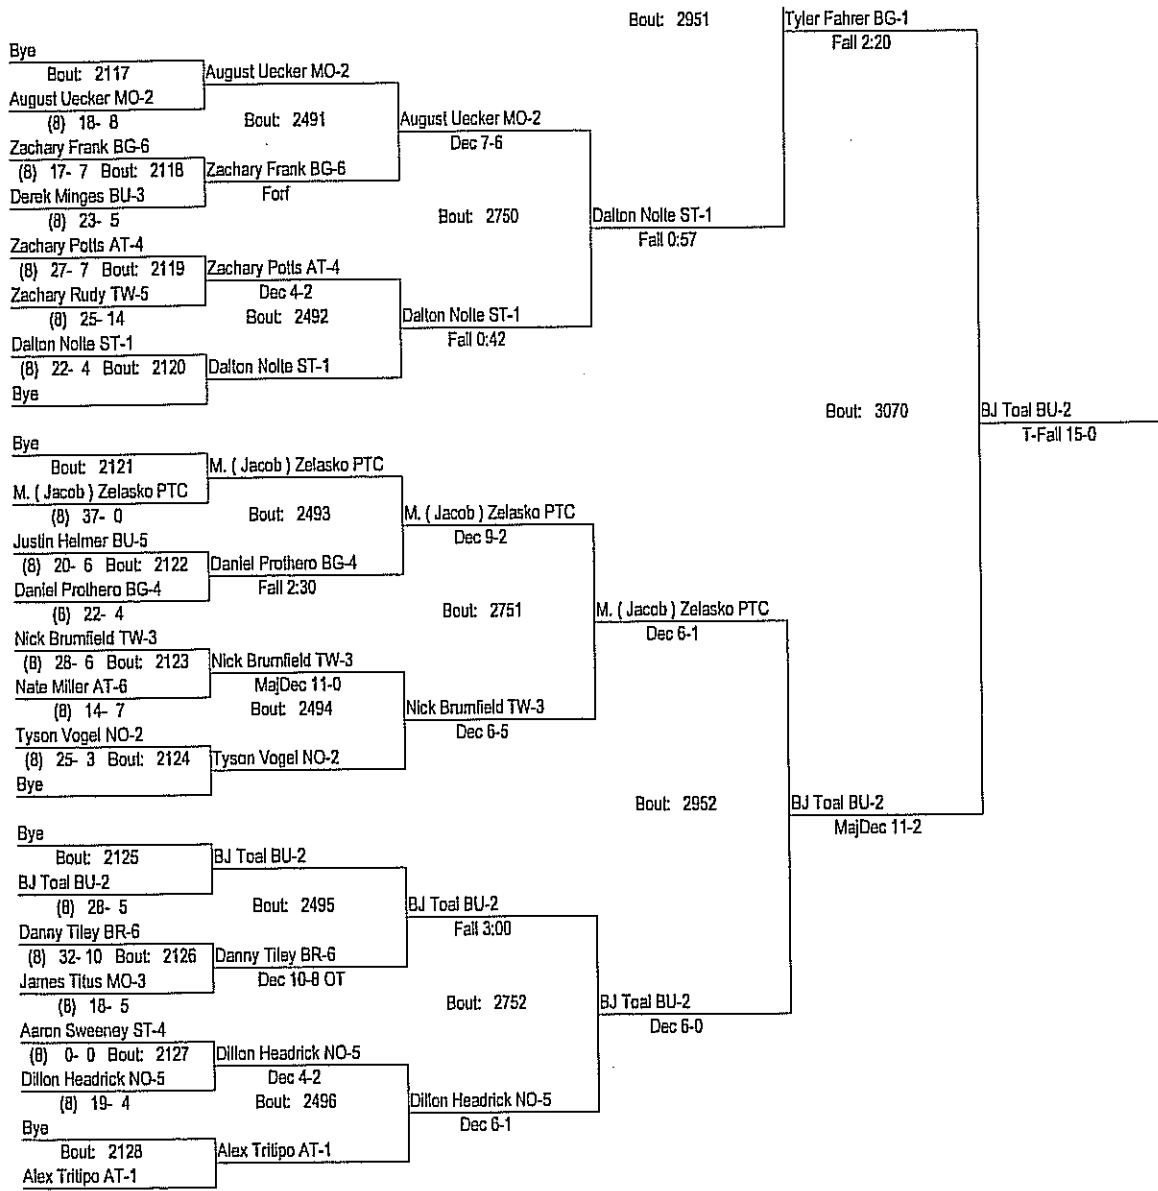 Bout: 2951
Tyler Fahrer BG-1
Fall 2:20
Bye
Bout: 2117
August Uecker MO-2
August Uecker MO-2
(8) 18- 8
Bout: 2491
August Uecker MO-2
Dec 7-6
Zachary Frank BG-6
(8) 17- 7 Bout: 2118
Zachary Frank BG-6
Forf
Derek Minges BU-3
(8) 23- 5
Bout: 2750
Dalton Nolte ST-1
Fall 0:57
Zachary Potts AT-4
(8) 27- 7 Bout: 2119
Zachary Potts AT-4
Dec 4-2
Zachary Rudy TW-5
(8) 25- 14
Bout: 2492
Dalton Nolte ST-1
Fall 0:42
Dalton Nolte ST-1
(8) 22- 4 Bout: 2120
Dalton Nolte ST-1
Bye
Bout: 3070
BJ Toal BU-2
T-Fall 15-0
Bye
Bout: 2121
M. ( Jacob ) Zelasko PTC
M. ( Jacob ) Zelasko PTC
(8) 37- 0
Bout: 2493
M. ( Jacob ) Zelasko PTC
Dec 9-2
Justin Helmer BU-5
(8) 20- 6 Bout: 2122
Daniel Prothero BG-4
Fall 2:30
Daniel Prothero BG-4
(8) 22- 4
Bout: 2751
M. ( Jacob ) Zelasko PTC
Dec 6-1
Nick Brumfield TW-3
(8) 28- 6 Bout: 2123
Nick Brumfield TW-3
MajDec 11-0
Nate Miller AT-6
(8) 14- 7
Bout: 2494
Nick Brumfield TW-3
Dec 6-5
Tyson Vogel NO-2
(8) 25- 3 Bout: 2124
Tyson Vogel NO-2
Bye
Bout: 2952
BJ Toal BU-2
MajDec 11-2
Bye
Bout: 2125
BJ Toal BU-2
BJ Toal BU-2
(8) 28- 5
Bout: 2495
BJ Toal BU-2
Fall 3:00
Danny Tiley BR-6
(8) 32- 10 Bout: 2126
Danny Tiley BR-6
Dec 10-8 OT
James Titus MO-3
(8) 18- 5
Bout: 2752
BJ Toal BU-2
Dec 6-0
Aaron Sweeney ST-4
(8) 0- 0 Bout: 2127
Dillon Headrick NO-5
Dec 4-2
Dillon Headrick NO-5
(8) 19- 4
Bout: 2496
Dillon Headrick NO-5
Dec 6-1
Bye
Bout: 2128
Alex Tritipo AT-1
Alex Tritipo AT-1